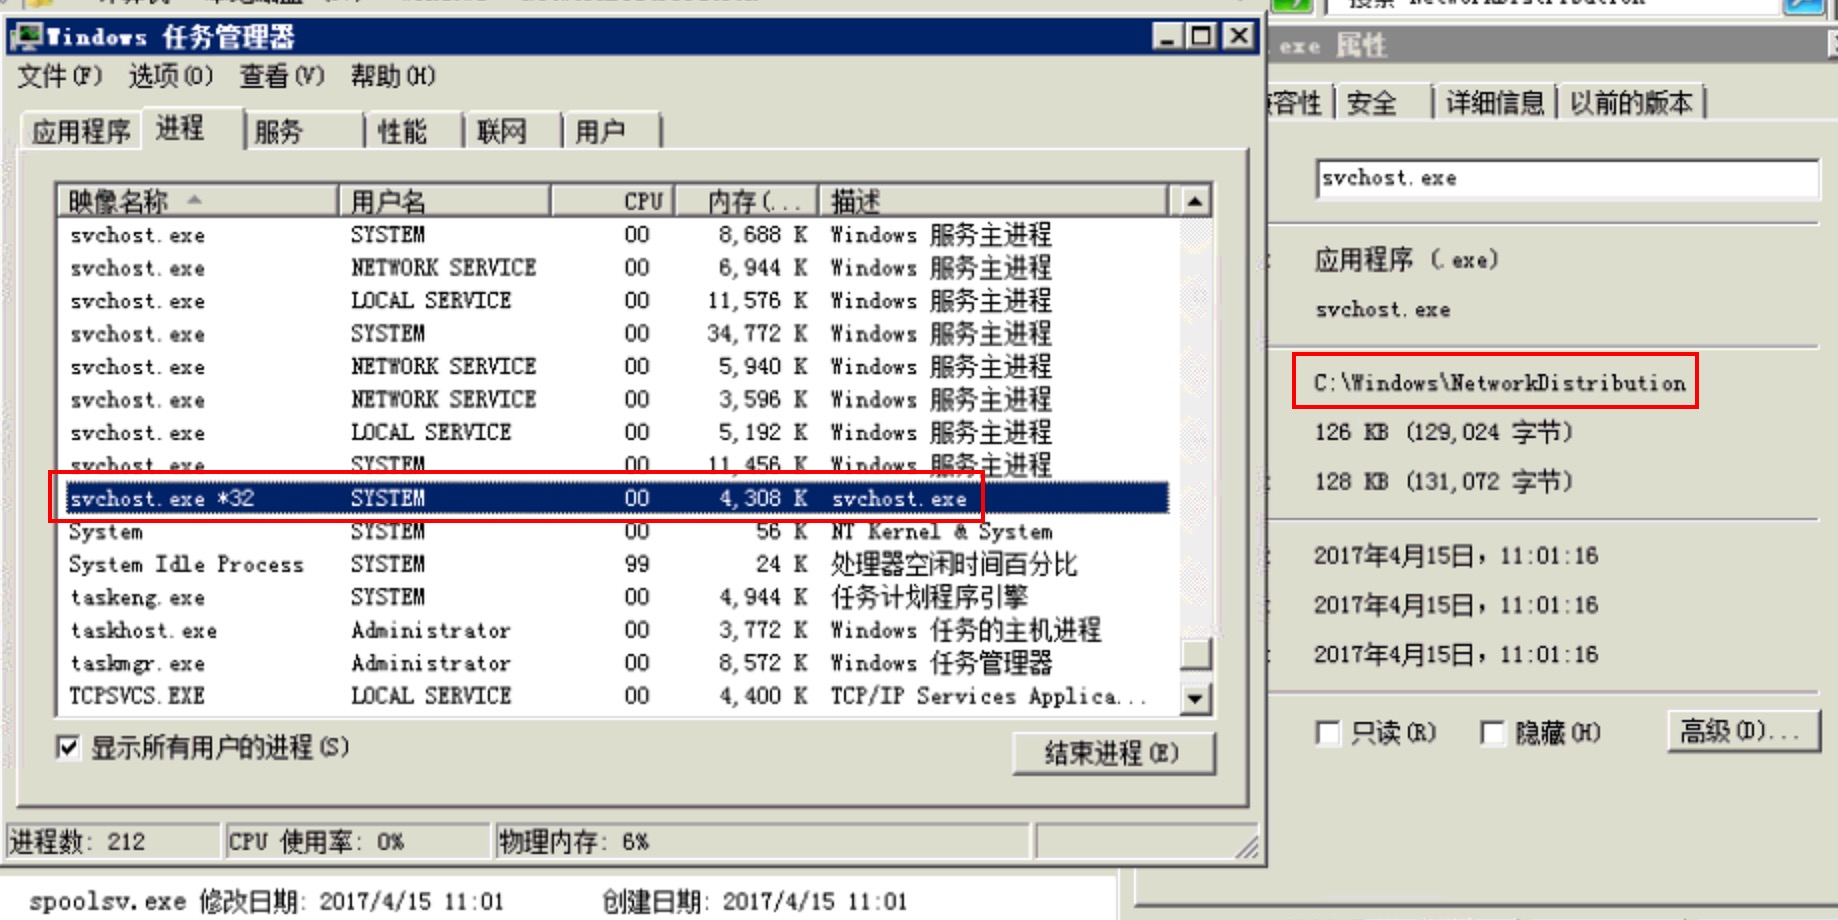 Windows 任务管理器
文件(F) 选项(O) 查看(V) 帮助(H)
应用程序 进程 服务 性能 联网 用户
映像名称 用户名 CPU 内存(... 描述
svchost.exe SYSTEM 00 8,688 K Windows 服务主进程
svchost.exe NETWORK SERVICE 00 6,944 K Windows 服务主进程
svchost.exe LOCAL SERVICE 00 11,576 K Windows 服务主进程
svchost.exe SYSTEM 00 34,772 K Windows 服务主进程
svchost.exe NETWORK SERVICE 00 5,940 K Windows 服务主进程
svchost.exe NETWORK SERVICE 00 3,596 K Windows 服务主进程
svchost.exe LOCAL SERVICE 00 5,192 K Windows 服务主进程
svchost.exe SYSTEM 00 11,456 K Windows 服务主进程
svchost.exe *32 SYSTEM 00 4,308 K svchost.exe
System SYSTEM 00 56 K NT Kernel & System
System Idle Process SYSTEM 99 24 K 处理器空闲时间百分比
taskeng.exe SYSTEM 00 4,944 K 任务计划程序引擎
taskhost.exe Administrator 00 3,772 K Windows 任务的主机进程
taskmgr.exe Administrator 00 8,572 K Windows 任务管理器
TCPSVCS.EXE LOCAL SERVICE 00 4,400 K TCP/IP Services Applica...
显示所有用户的进程(S)
结束进程(E)
进程数: 212 CPU 使用率: 0% 物理内存: 6%
spoolsv.exe 修改日期: 2017/4/15 11:01 创建日期: 2017/4/15 11:01
搜索 NetworkDistribution
.exe 属性
容性 安全 详细信息 以前的版本
svchost.exe
应用程序 (.exe)
svchost.exe
C:\Windows\NetworkDistribution
126 KB (129,024 字节)
128 KB (131,072 字节)
2017年4月15日，11:01:16
2017年4月15日，11:01:16
2017年4月15日，11:01:16
只读(R) 隐藏(H) 高级(D)...